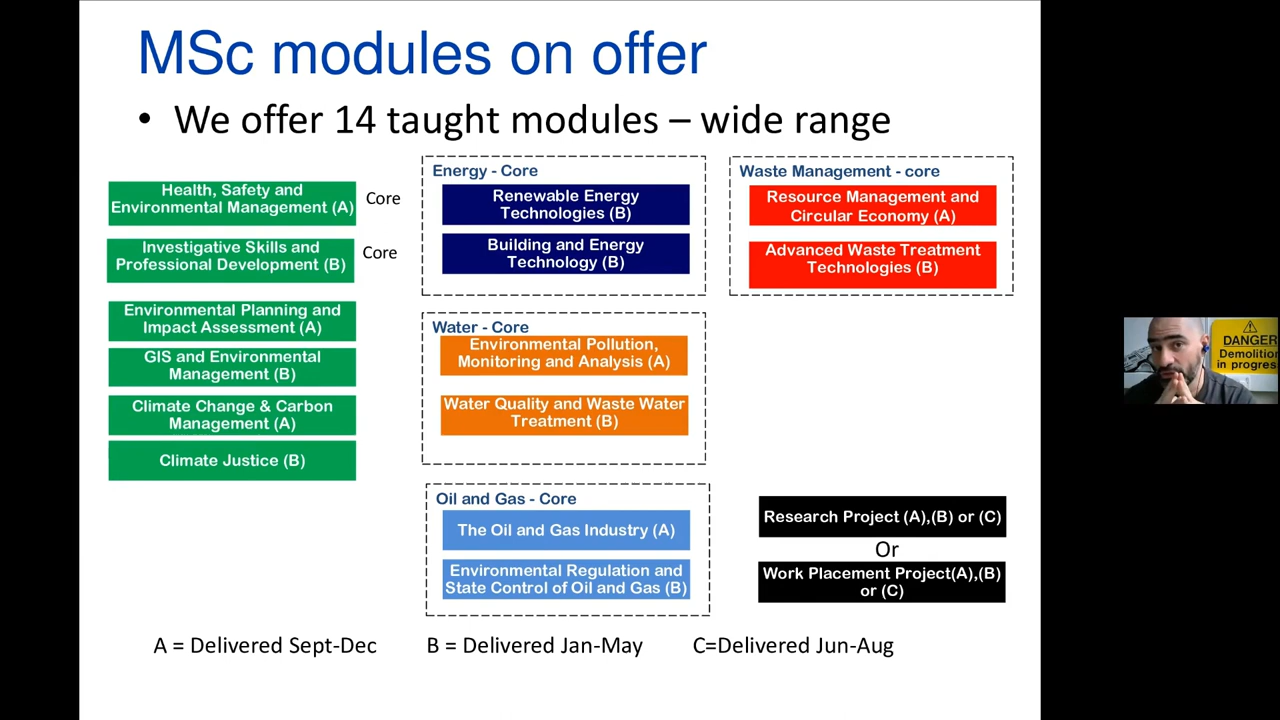 MSc modules on offer
• We offer 14 taught modules – wide range
Health, Safety and
Environmental Management (A)
Core
Investigative Skills and
Professional Development (B)
Core
Environmental Planning and
Impact Assessment (A)
GIS and Environmental
Management (B)
Climate Change & Carbon
Management (A)
Climate Justice (B)
Energy - Core
Renewable Energy
Technologies (B)
Building and Energy
Technology (B)
Water - Core
Environmental Pollution,
Monitoring and Analysis (A)
Water Quality and Waste Water
Treatment (B)
Oil and Gas - Core
The Oil and Gas Industry (A)
Environmental Regulation and
State Control of Oil and Gas (B)
Waste Management - core
Resource Management and
Circular Economy (A)
Advanced Waste Treatment
Technologies (B)
Research Project (A),(B) or (C)
Or
Work Placement Project(A),(B)
or (C)
A = Delivered Sept-Dec
B = Delivered Jan-May
C=Delivered Jun-Aug
DANGER
Demolition
in progres